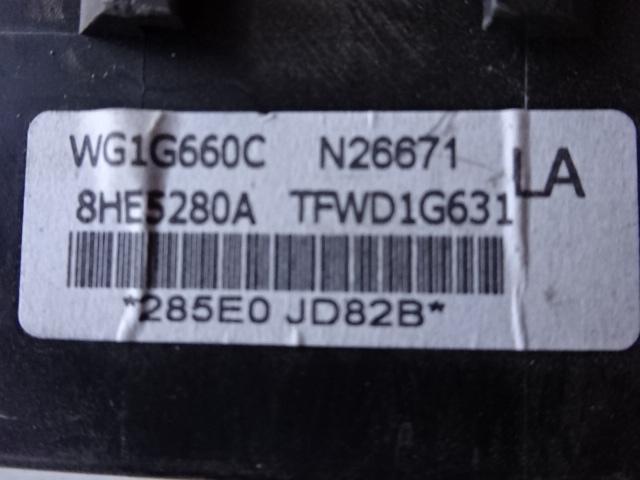 WG1G660C N26671 LA
8HE5280A TFWD1G631
*285E0 JD82B*